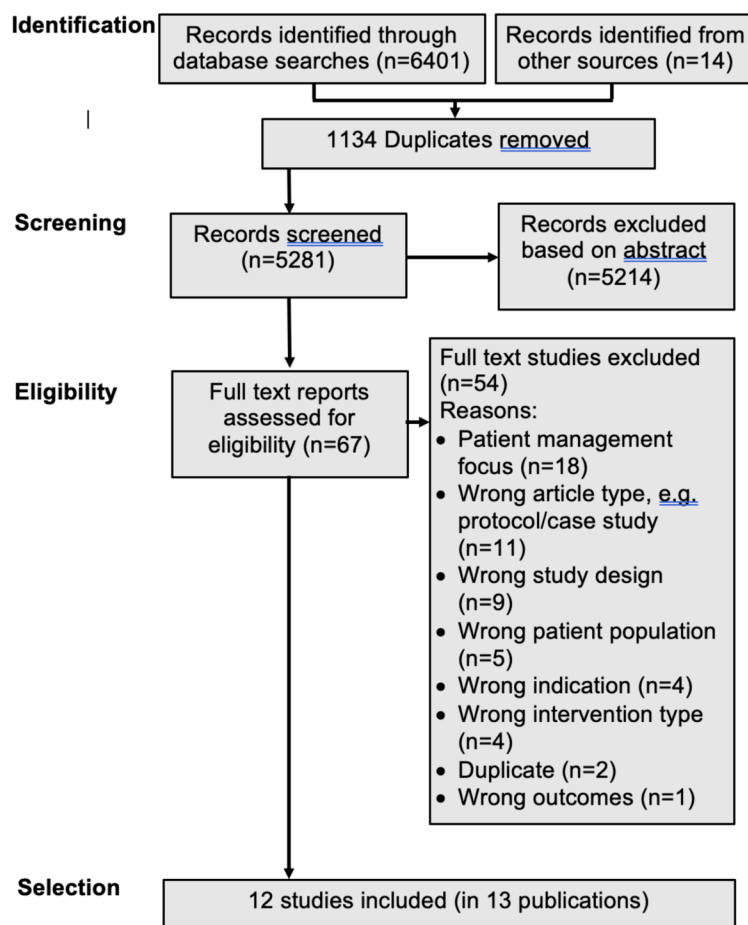 Identification
Records identified through
database searches (n=6401)
Records identified from
other sources (n=14)
1134 Duplicates removed
Screening
Records screened
(n=5281)
Records excluded
based on abstract
(n=5214)
Eligibility
Full text reports
assessed for
eligibility (n=67)
Full text studies excluded
(n=54)
Reasons:
• Patient management
focus (n=18)
• Wrong article type, e.g.
protocol/case study
(n=11)
• Wrong study design
(n=9)
• Wrong patient population
(n=5)
• Wrong indication (n=4)
• Wrong intervention type
(n=4)
• Duplicate (n=2)
• Wrong outcomes (n=1)
Selection
12 studies included (in 13 publications)